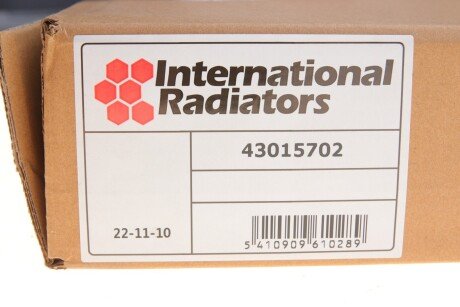 International
Radiators
43015702
22-11-10
5 410909 610289